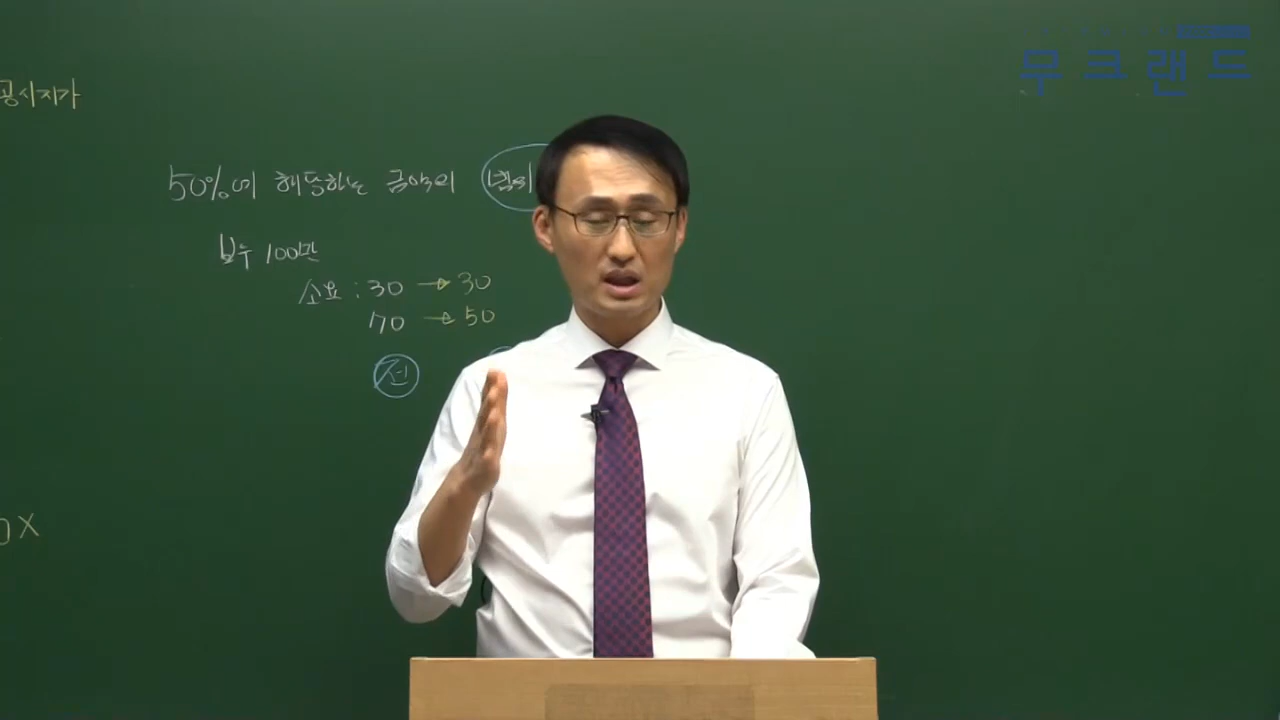 무크랜드
공시지가
50%에 해당하는 금액의 범위
보수 100만
소요 : 30 → 30
70 → 50
전
X